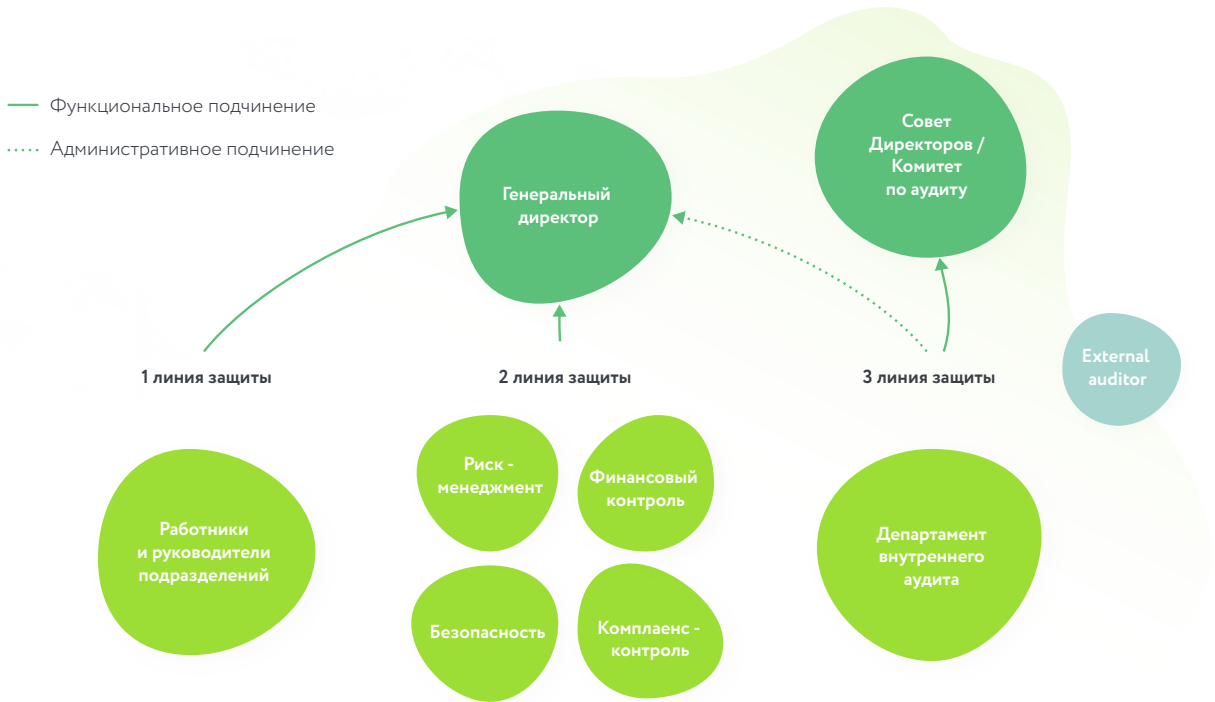 Функциональное подчинение
Административное подчинение
Генеральный
директор
Совет
Директоров /
Комитет
по аудиту
1 линия защиты
2 линия защиты
3 линия защиты
External
auditor
Работники
и руководители
подразделений
Риск -
менеджмент
Финансовый
контроль
Безопасность
Комплаенс -
контроль
Департамент
внутреннего
аудита